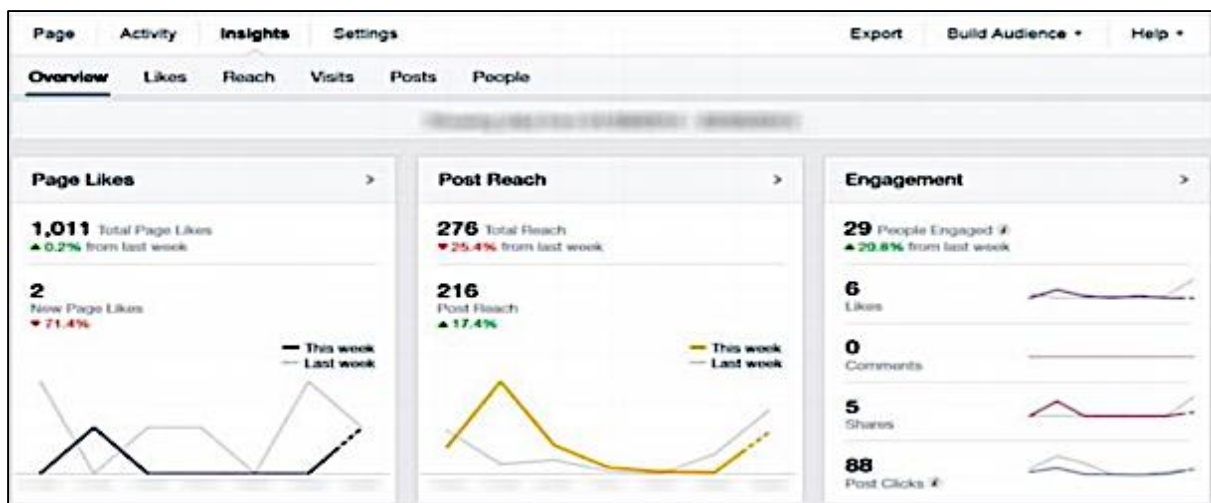 Page Activity Insights Settings Export Build Audience Help
Overview Likes Reach Visits Posts People
Page Likes >
1,011 Total Page Likes
▲ 0.2% from last week
2
New Page Likes
▼ 71.4%
This week
Last week
Post Reach >
276 Total Reach
▼ 25.4% from last week
216
Post Reach
▲ 17.4%
This week
Last week
Engagement >
29 People Engaged
▲ 20.8% from last week
6
Likes
0
Comments
5
Shares
88
Post Clicks